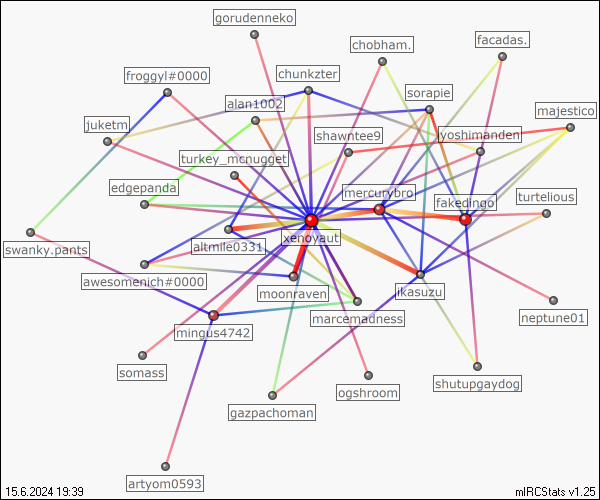 gorudenneko
facadas.
chobham.
froggyl#0000
chunkzter
sorapie
alan1002
majestico
juketm
shawntee9
lyoshimanden
turkey_mcnugget
edgepanda
mercurybro
turtelious
fakedingo
xenoyaut
altmile0331
swanky.pants
awesomenich#0000
moonraven
ikasuzu
marcemadness
neptune01
mingus4742
somass
shutupgaydog
ogshroom
gazpachoman
artyom0593
15.6.2024 19:39
mIRCStats v1.25